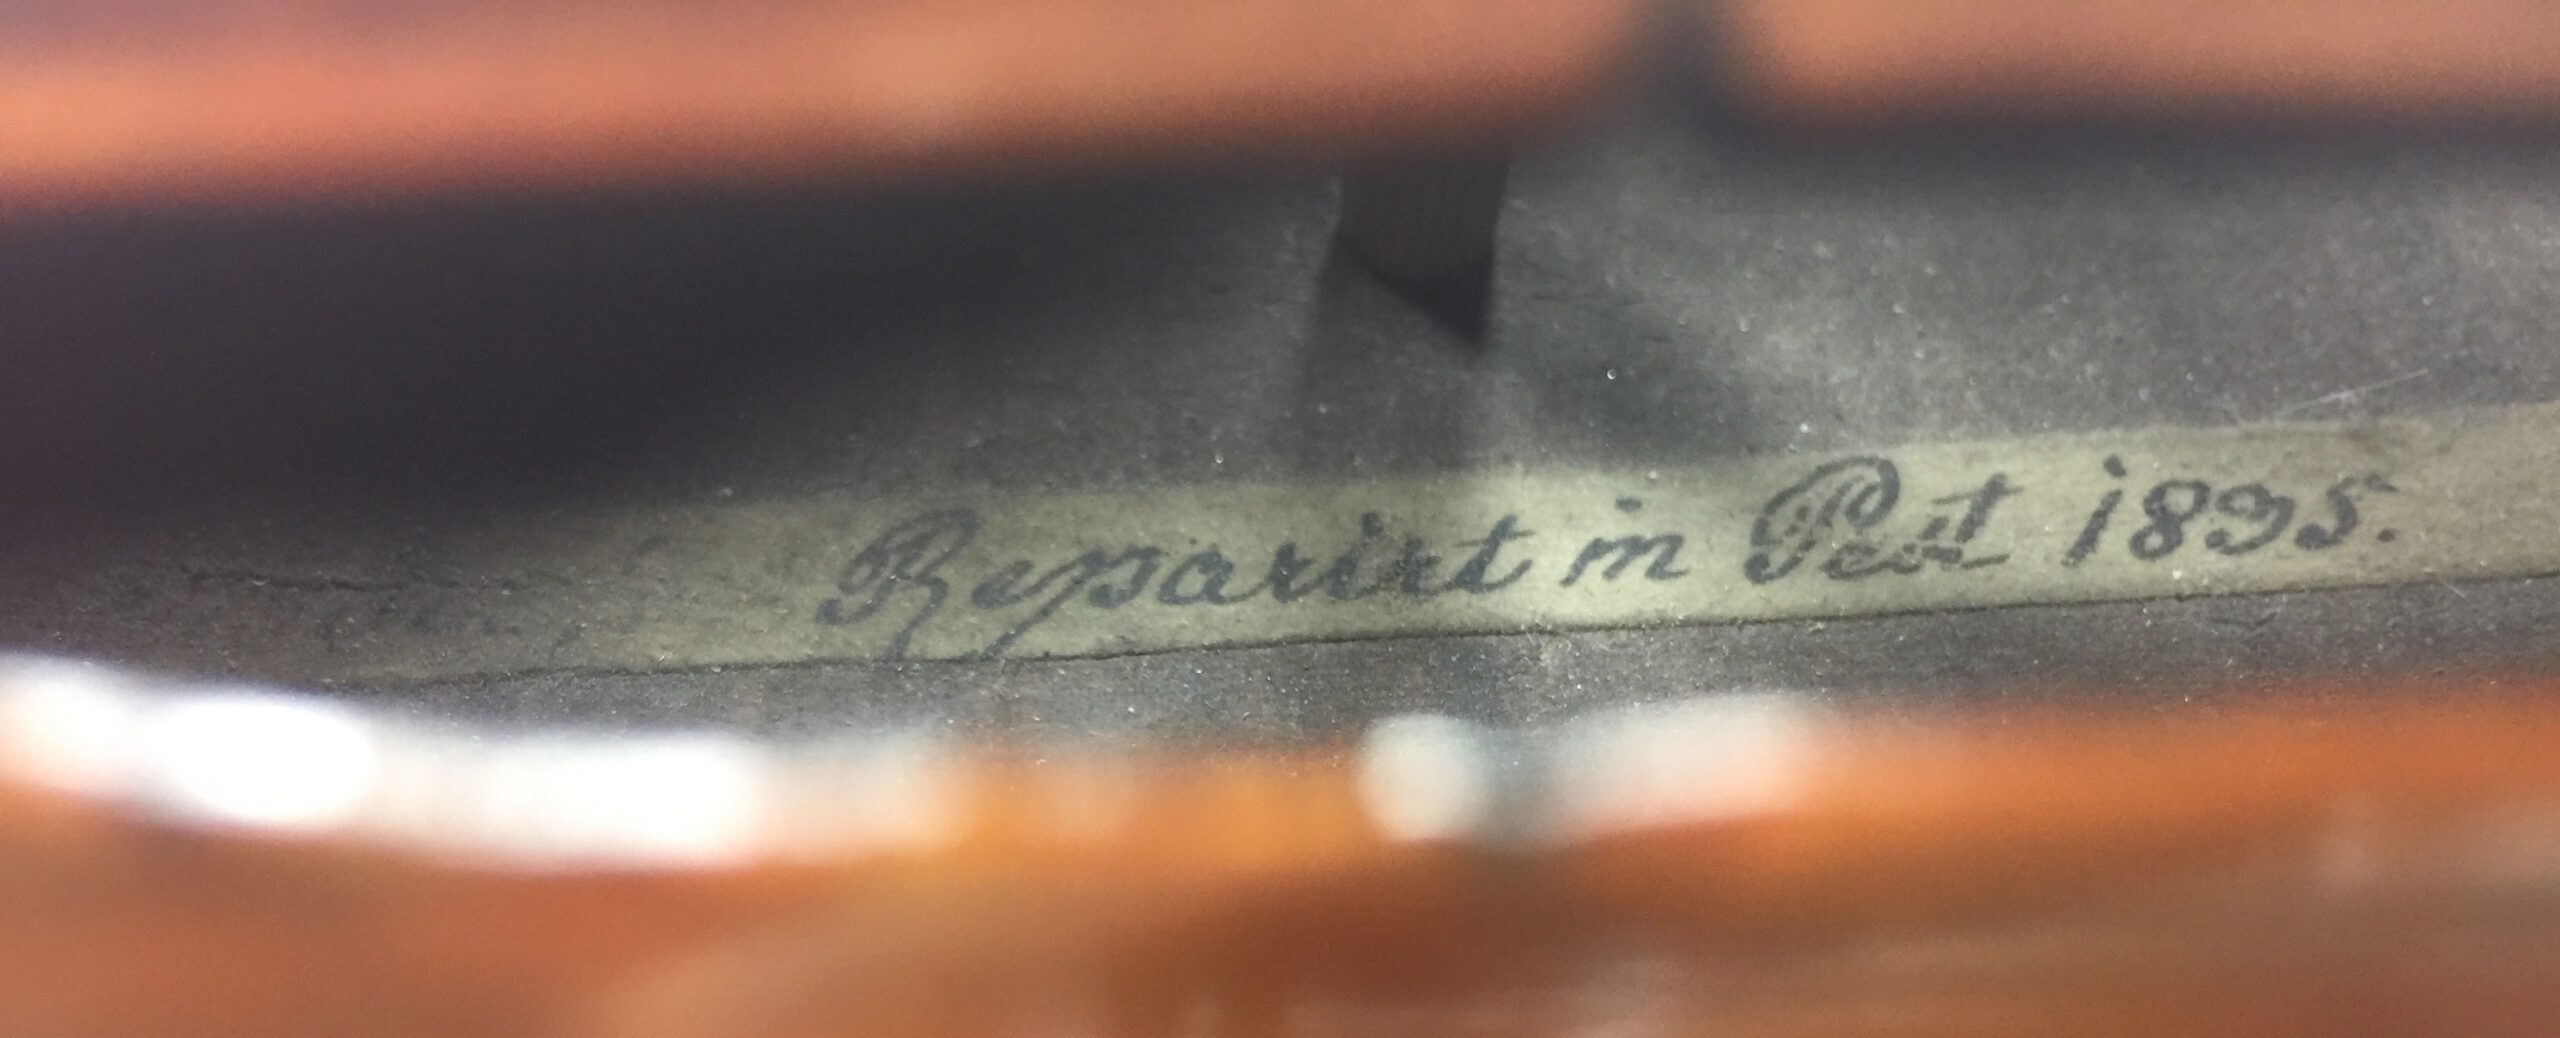 Reparirt in Pest 1895.